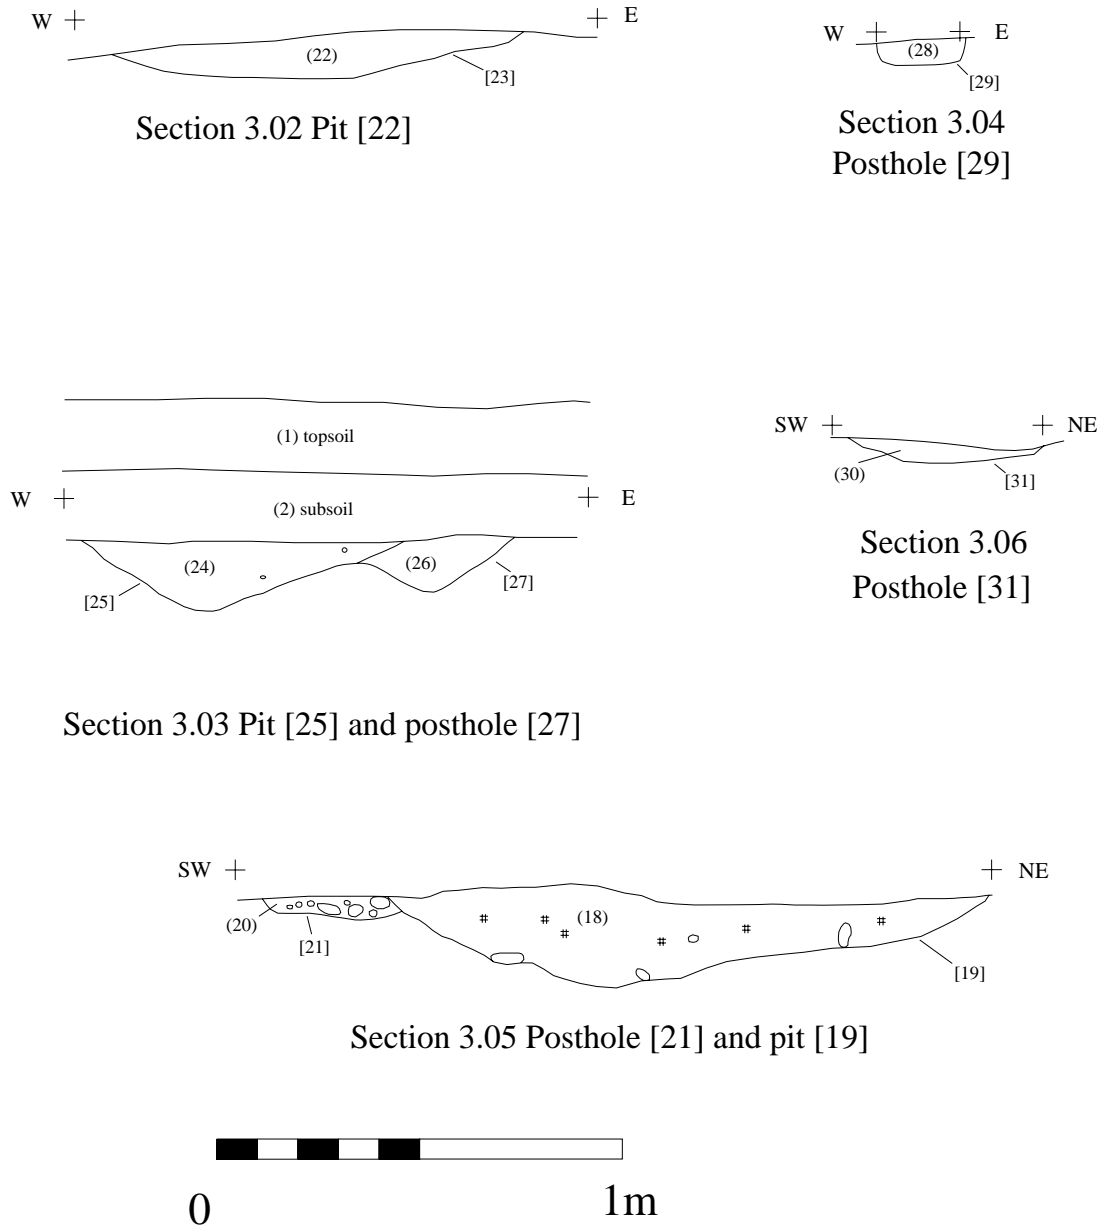 W E
(22)
[23]
Section 3.02 Pit [22]
W E
(28)
[29]
Section 3.04
Posthole [29]
(1) topsoil
W E
(2) subsoil
(24)
(26)
[27]
[25]
Section 3.03 Pit [25] and posthole [27]
SW NE
(30)
[31]
Section 3.06
Posthole [31]
SW NE
(18)
(20)
[21]
[19]
Section 3.05 Posthole [21] and pit [19]
0 1m